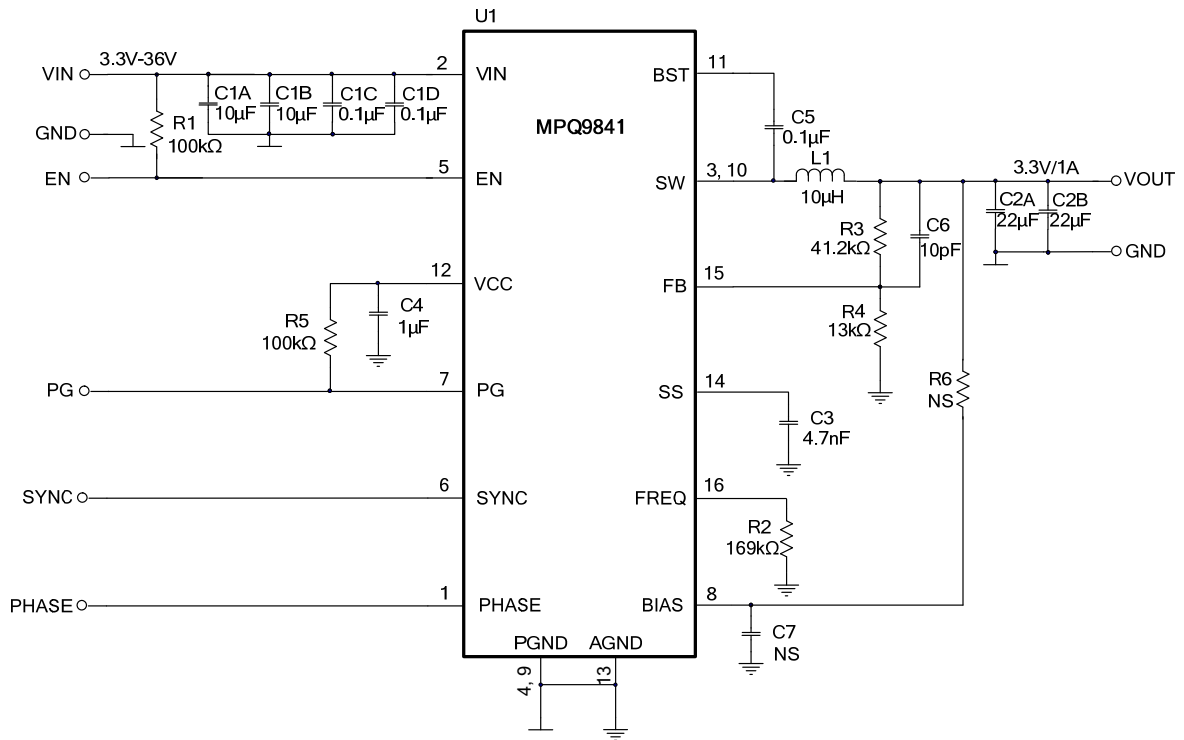 U1
3.3V-36V
VIN
2
VIN
BST
11
C1A
10µF
C1B
10µF
C1C
0.1µF
C1D
0.1µF
GND
R1
100kΩ
MPQ9841
C5
0.1µF
EN
5
EN
SW
3, 10
L1
10µH
3.3V/1A
VOUT
C2A
22µF
C2B
22µF
R3
41.2kΩ
C6
10pF
GND
12
VCC
FB
15
C4
1µF
R5
100kΩ
R4
13kΩ
PG
7
PG
SS
14
R6
NS
C3
4.7nF
SYNC
6
SYNC
FREQ
16
R2
169kΩ
PHASE
1
PHASE
BIAS
8
C7
NS
PGND
AGND
4, 9
13